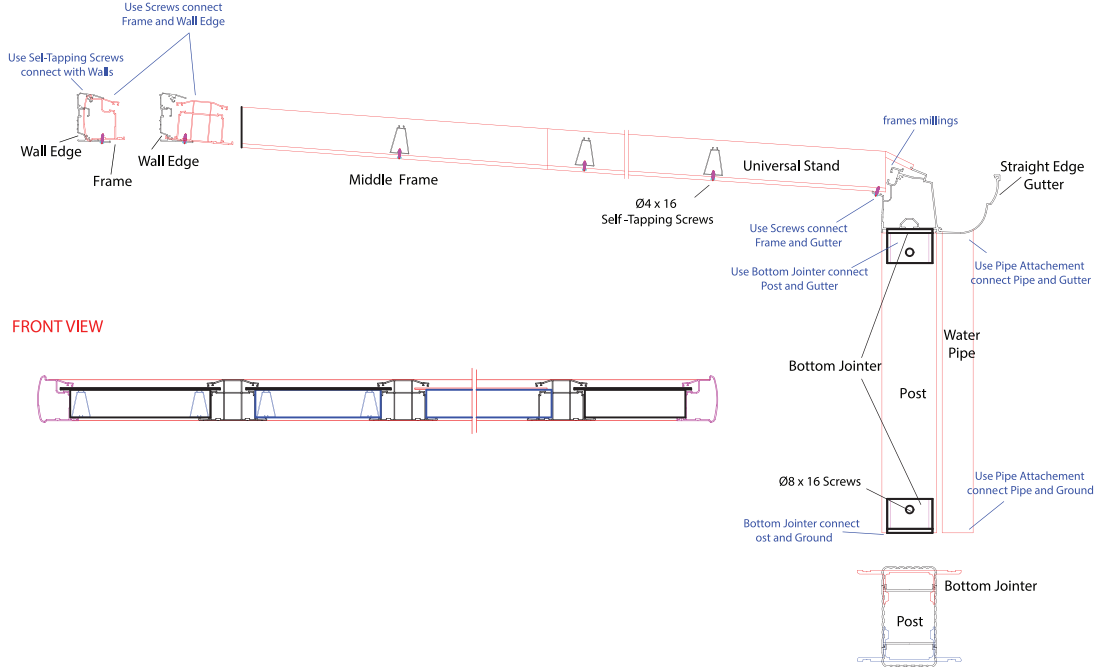 Use Screws connect
Frame and Wall Edge
Use Sel-Tapping Screws
connect with Walls
Wall Edge
Frame
Wall Edge
Middle Frame
Ø4 x 16
Self -Tapping Screws
Universal Stand
frames millings
Straight Edge
Gutter
Use Screws connect
Frame and Gutter
Use Bottom Jointer connect
Post and Gutter
Use Pipe Attachement
connect Pipe and Gutter
FRONT VIEW
Water
Pipe
Bottom Jointer
Post
Ø8 x 16 Screws
Use Pipe Attachement
connect Pipe and Ground
Bottom Jointer connect
ost and Ground
Bottom Jointer
Post